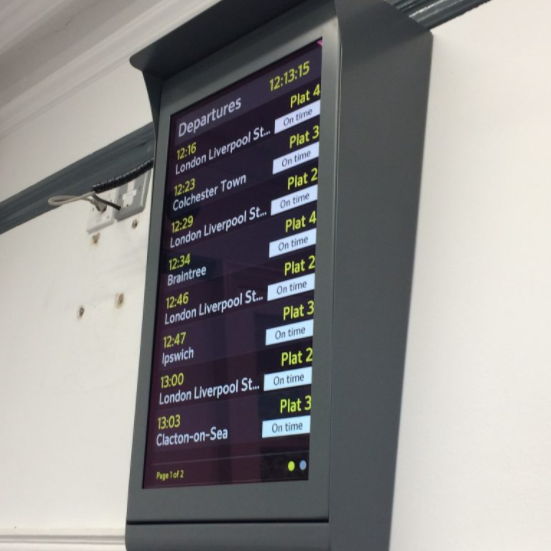 Departures 12:13:15
12:16 Plat 4
London Liverpool St... On time
12:23 Plat 3
Colchester Town On time
12:29 Plat 2
London Liverpool St... On time
12:34 Plat 4
Braintree On time
12:46 Plat 2
London Liverpool St... On time
12:47 Plat 3
Ipswich On time
13:00 Plat 2
London Liverpool St... On time
13:03 Plat 3
Clacton-on-Sea On time
Page 1 of 2